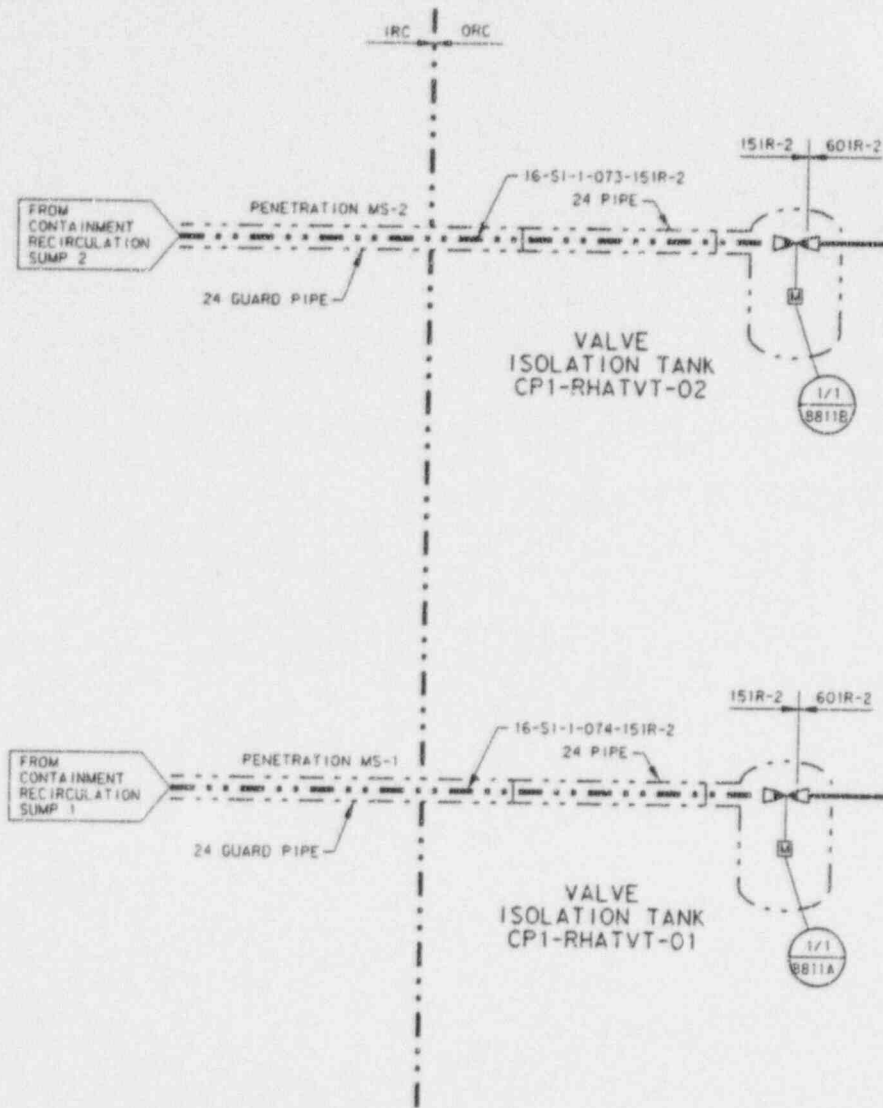 IRC ORC
151R-2 601R-2
16-SI-1-073-151R-2
24 PIPE
PENETRATION MS-2
FROM
CONTAINMENT
RECIRCULATION
SUMP 2
24 GUARD PIPE
M
VALVE
ISOLATION TANK
CP1-RHATVT-02
1/1
8811B
151R-2 601R-2
16-SI-1-074-151R-2
24 PIPE
PENETRATION MS-1
FROM
CONTAINMENT
RECIRCULATION
SUMP 1
24 GUARD PIPE
M
VALVE
ISOLATION TANK
CP1-RHATVT-01
1/1
8811A